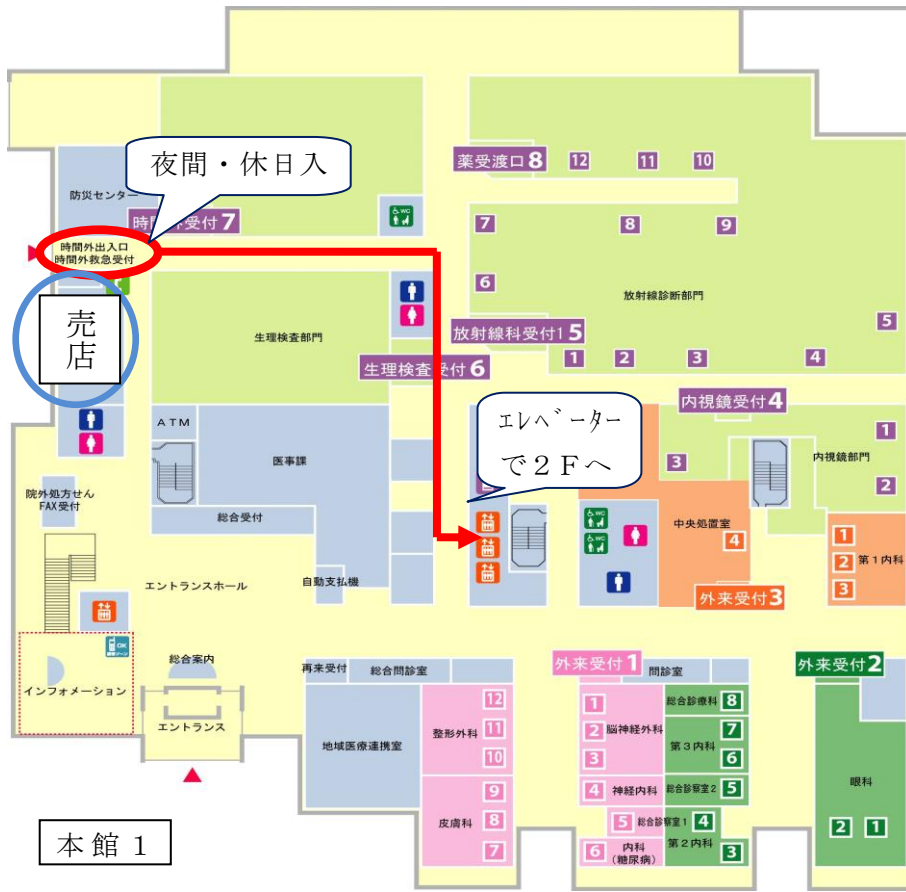 夜間・休日入
薬受渡口8
12
11
10
防災センター
時間外受付7
7
8
9
時間外出入口
時間外救急受付
6
放射線診断部門
5
売
店
生理検査部門
放射線科受付1 5
1
2
3
4
生理検査受付6
内視鏡受付4
エレベーター
で2Fへ
ATM
医事課
3
1
内視鏡部門
2
院外処方せん
FAX受付
総合受付
中央処置室
4
1
2
第1内科
3
エントランスホール
自動支払機
外来受付3
OK
総合案内
再来受付
総合問診室
外来受付1
問診室
外来受付2
インフォメーション
エントランス
地域医療連携室
整形外科
12
11
10
1
2
脳神経外科
3
総合診療科
8
7
第3内科
6
眼科
皮膚科
9
8
7
4
神経内科
総合診察室2
5
5
総合診察室1
4
6
内科
(糖尿病)
第2内科
3
2
1
本館1